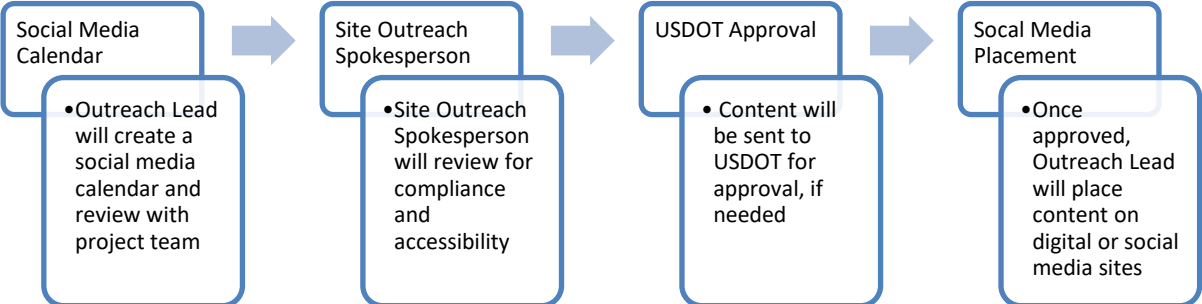 Social Media
Calendar
•Outreach Lead
will create a
social media
calendar and
review with
project team
Site Outreach
Spokesperson
•Site Outreach
Spokesperson
will review for
compliance
and
accessibility
USDOT Approval
• Content will
be sent to
USDOT for
approval, if
needed
Socal Media
Placement
•Once
approved,
Outreach Lead
will place
content on
digital or social
media sites